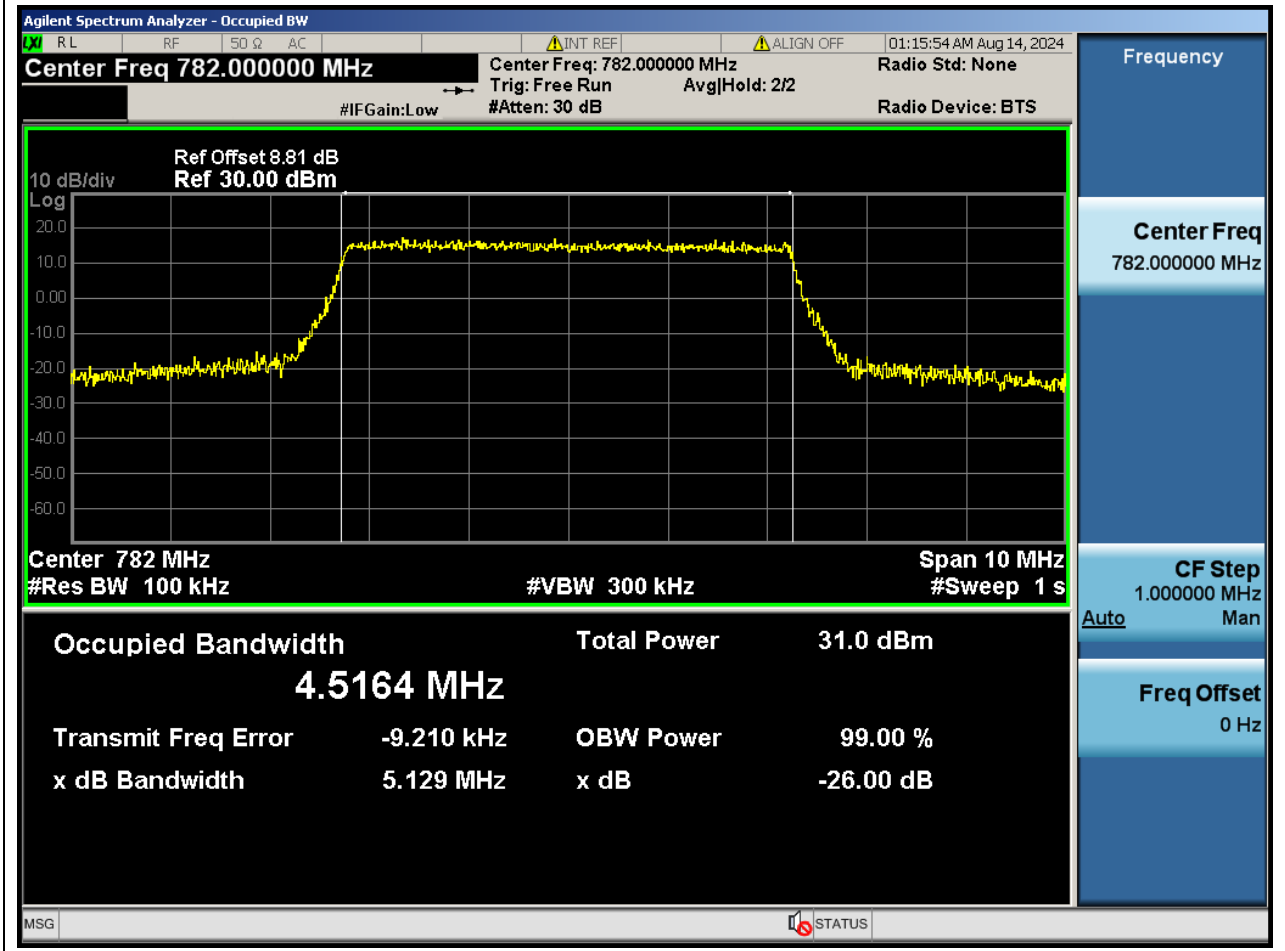 Agilent Spectrum Analyzer - Occupied BW
LXI RL RF 50 Ω AC INT REF ALIGN OFF 01:15:54 AM Aug 14, 2024
Center Freq 782.000000 MHz
Center Freq: 782.000000 MHz Radio Std: None
Trig: Free Run Avg|Hold: 2/2
#IFGain:Low #Atten: 30 dB Radio Device: BTS
Ref Offset 8.81 dB
10 dB/div Ref 30.00 dBm
Log
20.0
10.0
0.00
-10.0
-20.0
-30.0
-40.0
-50.0
-60.0
Center 782 MHz Span 10 MHz
#Res BW 100 kHz #VBW 300 kHz #Sweep 1 s
Occupied Bandwidth Total Power 31.0 dBm
4.5164 MHz
Transmit Freq Error -9.210 kHz OBW Power 99.00 %
x dB Bandwidth 5.129 MHz x dB -26.00 dB
MSG STATUS
Frequency
Center Freq
782.000000 MHz
CF Step
1.000000 MHz
Auto Man
Freq Offset
0 Hz